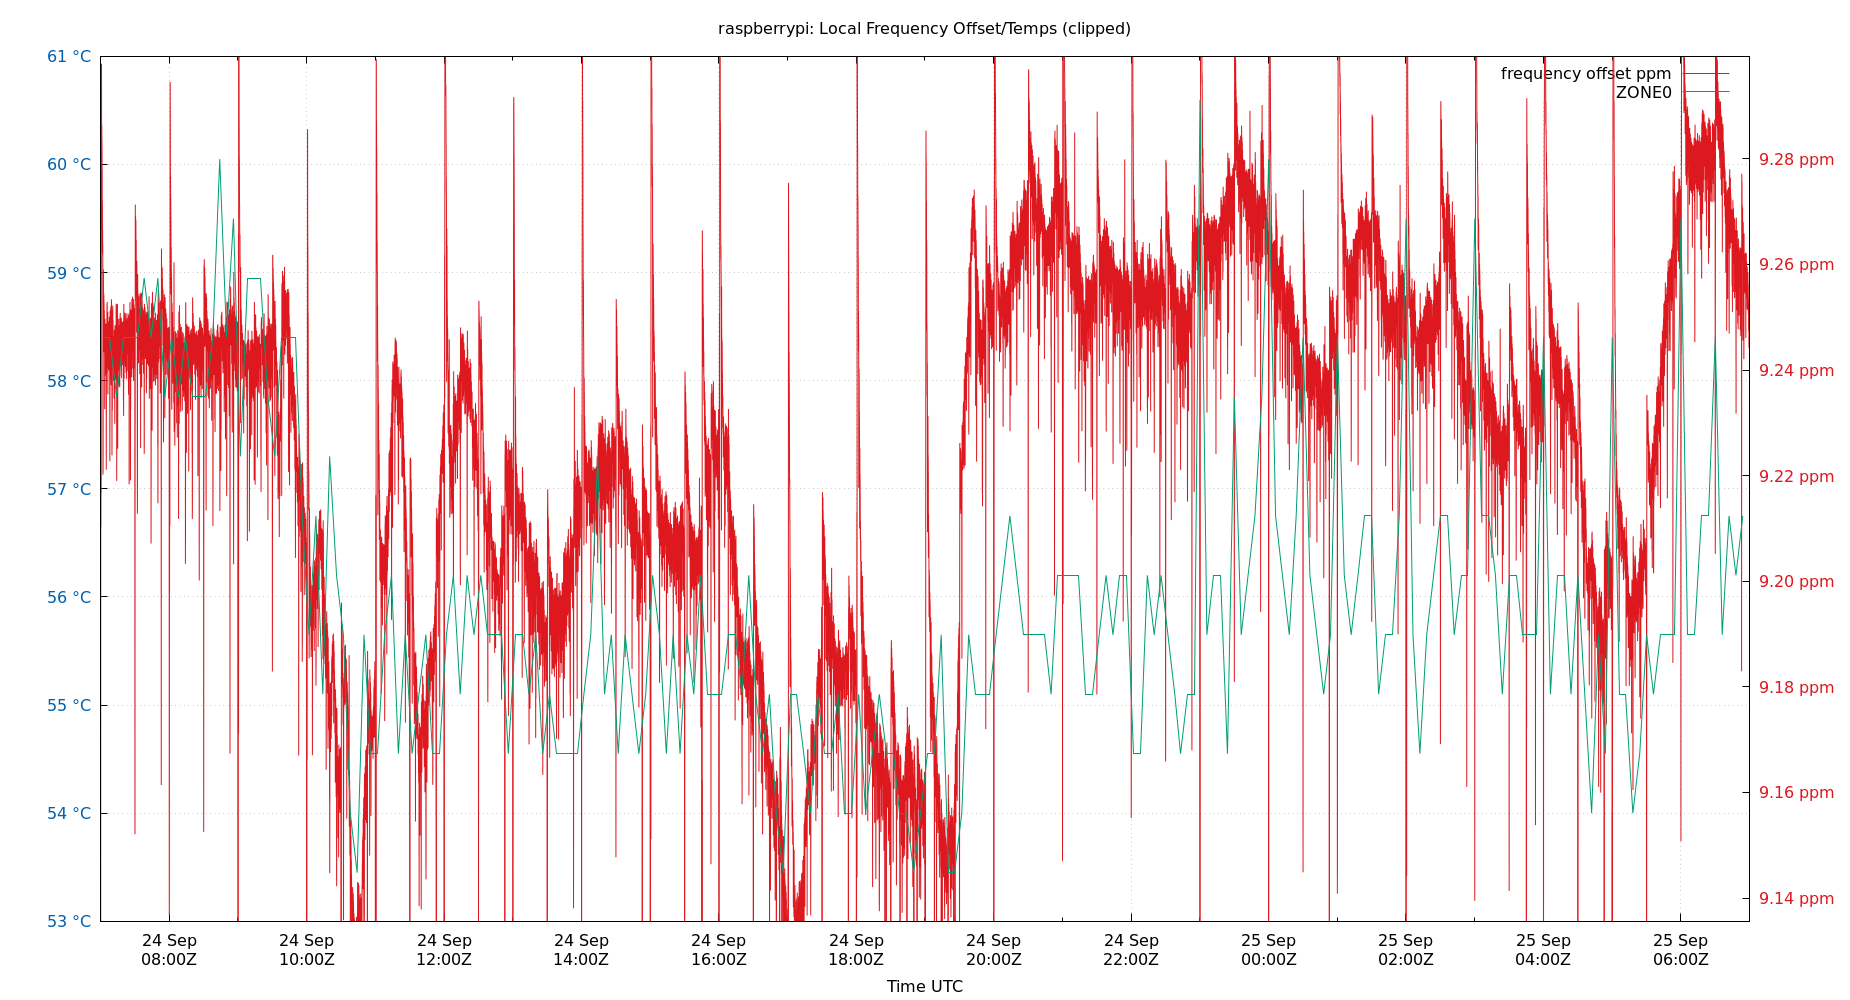 raspberrypi: Local Frequency Offset/Temps (clipped)
frequency offset ppm
ZONE0
61 °C
60 °C
59 °C
58 °C
57 °C
56 °C
55 °C
54 °C
53 °C
9.28 ppm
9.26 ppm
9.24 ppm
9.22 ppm
9.20 ppm
9.18 ppm
9.16 ppm
9.14 ppm
24 Sep 24 Sep 24 Sep 24 Sep 24 Sep 24 Sep 24 Sep 24 Sep 25 Sep 25 Sep 25 Sep 25 Sep
08:00Z 10:00Z 12:00Z 14:00Z 16:00Z 18:00Z 20:00Z 22:00Z 00:00Z 02:00Z 04:00Z 06:00Z
Time UTC